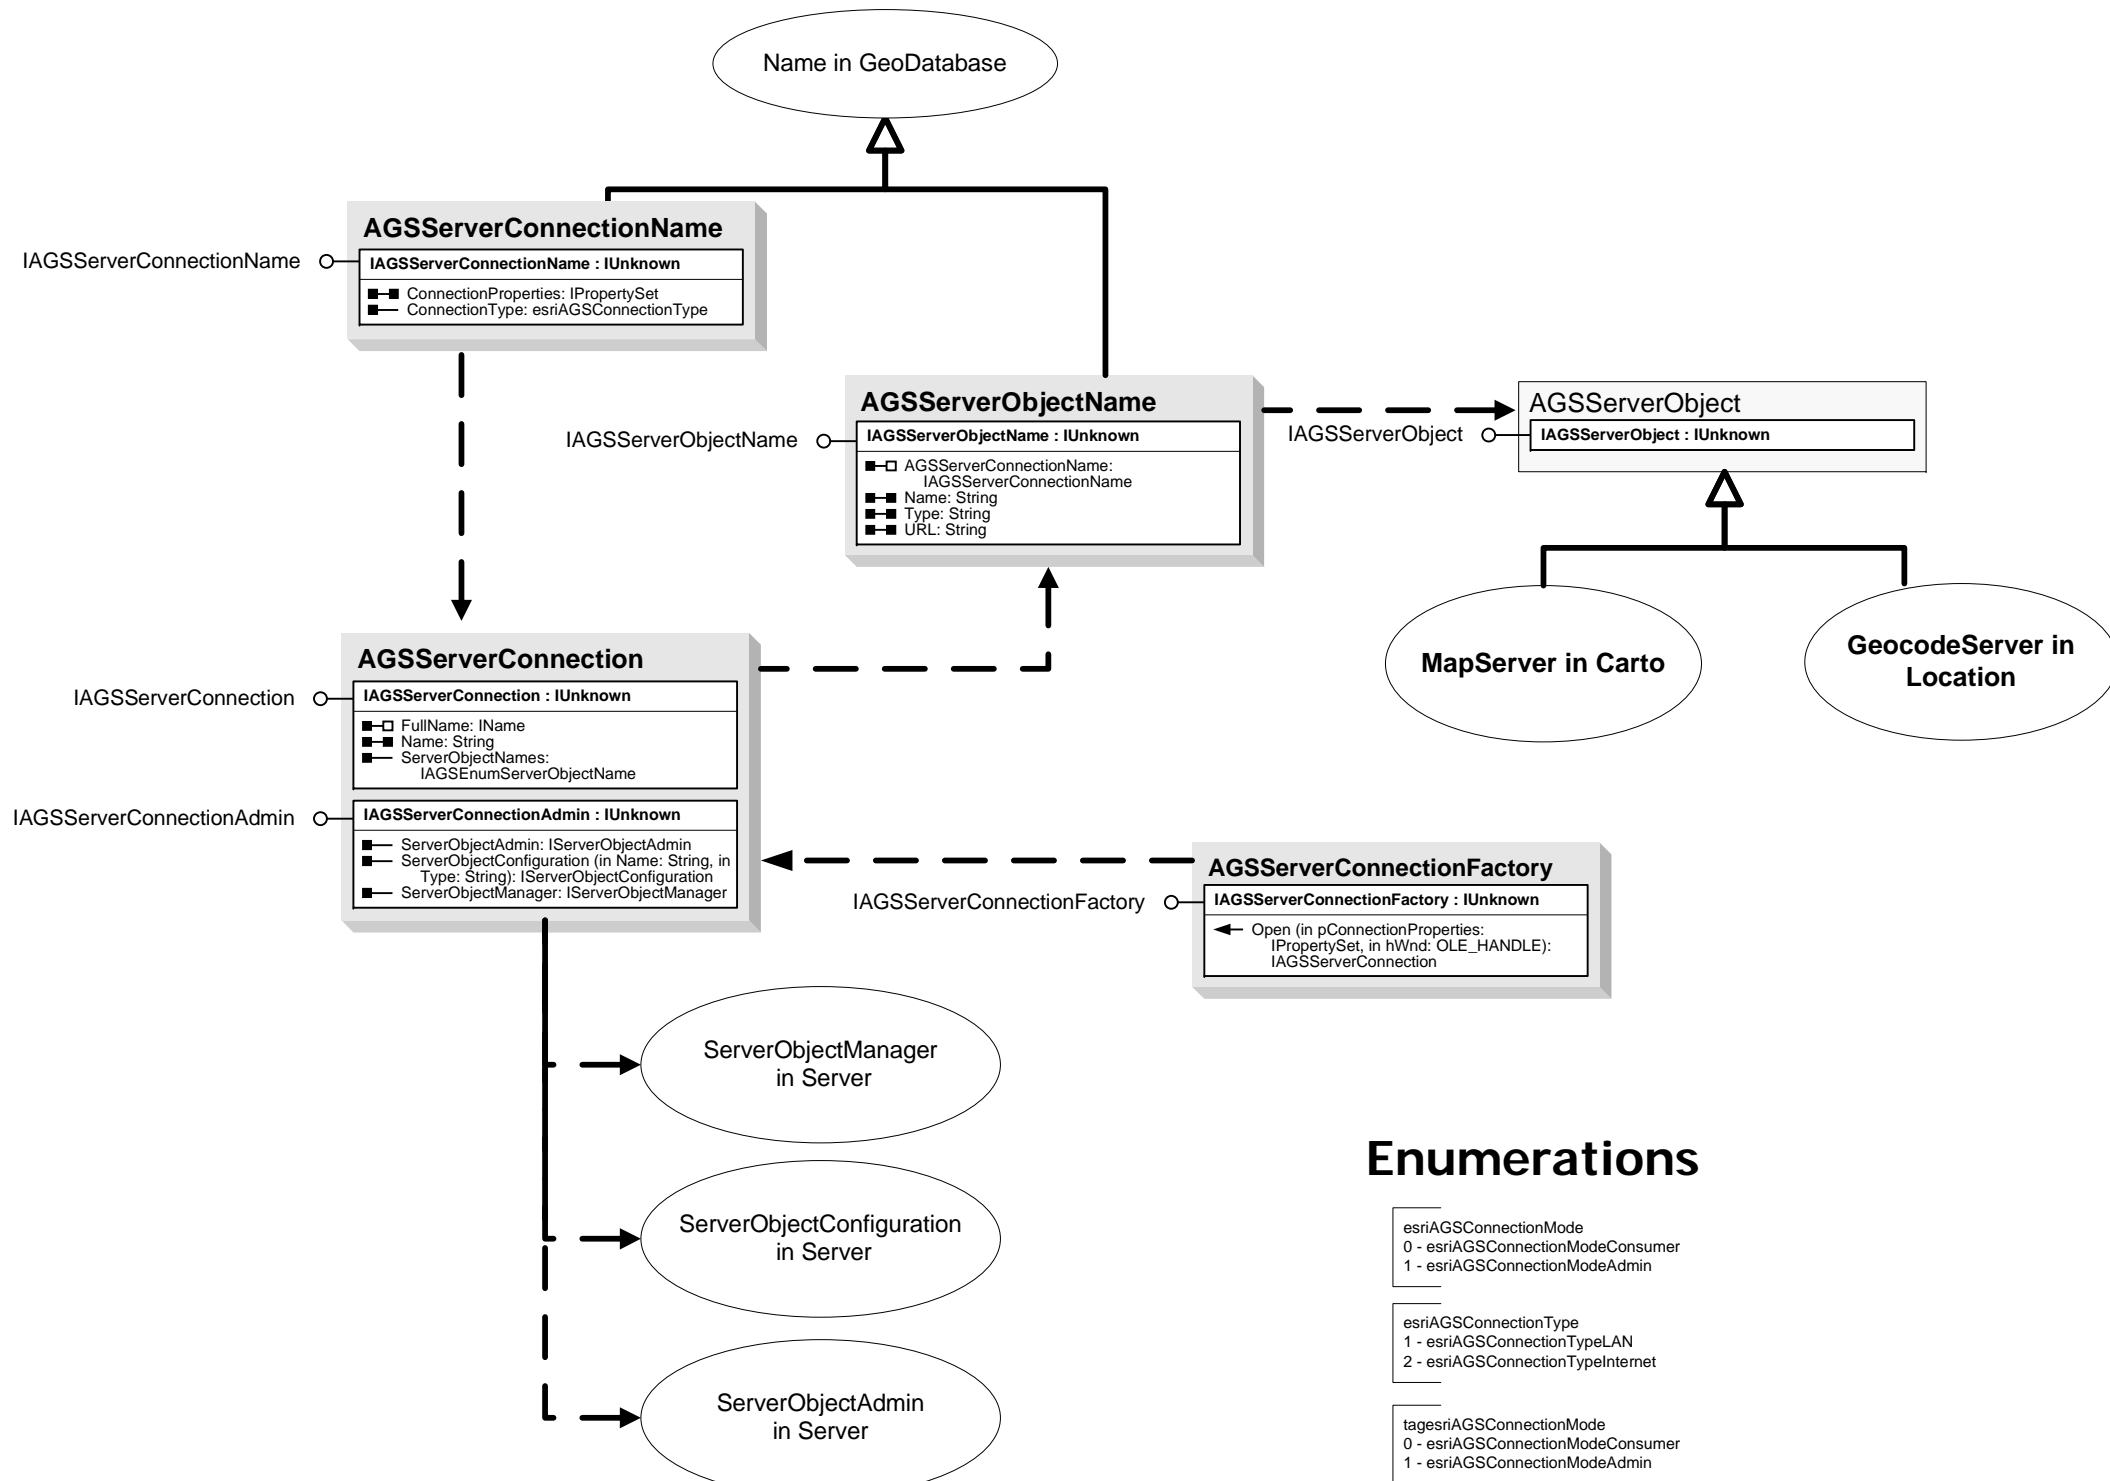 Name in GeoDatabase
AGSServerConnectionName
IAGSServerConnectionName
IAGSServerConnectionName : IUnknown
ConnectionProperties: IPropertySet
ConnectionType: esriAGSConnectionType
AGSServerObjectName
IAGSServerObjectName
IAGSServerObjectName : IUnknown
AGSServerConnectionName:
IAGSServerConnectionName
Name: String
Type: String
URL: String
AGSServerObject
IAGSServerObject
IAGSServerObject : IUnknown
MapServer in Carto
GeocodeServer in
Location
AGSServerConnection
IAGSServerConnection
IAGSServerConnection : IUnknown
FullName: IName
Name: String
ServerObjectNames:
IAGSEnumServerObjectName
IAGSServerConnectionAdmin
IAGSServerConnectionAdmin : IUnknown
ServerObjectAdmin: IServerObjectAdmin
ServerObjectConfiguration (in Name: String, in
Type: String): IServerObjectConfiguration
ServerObjectManager: IServerObjectManager
AGSServerConnectionFactory
IAGSServerConnectionFactory
IAGSServerConnectionFactory : IUnknown
Open (in pConnectionProperties:
IPropertySet, in hWnd: OLE_HANDLE):
IAGSServerConnection
ServerObjectManager
in Server
ServerObjectConfiguration
in Server
ServerObjectAdmin
in Server
Enumerations
esriAGSConnectionMode
0 - esriAGSConnectionModeConsumer
1 - esriAGSConnectionModeAdmin
esriAGSConnectionType
1 - esriAGSConnectionTypeLAN
2 - esriAGSConnectionTypeInternet
tagesriAGSConnectionMode
0 - esriAGSConnectionModeConsumer
1 - esriAGSConnectionModeAdmin